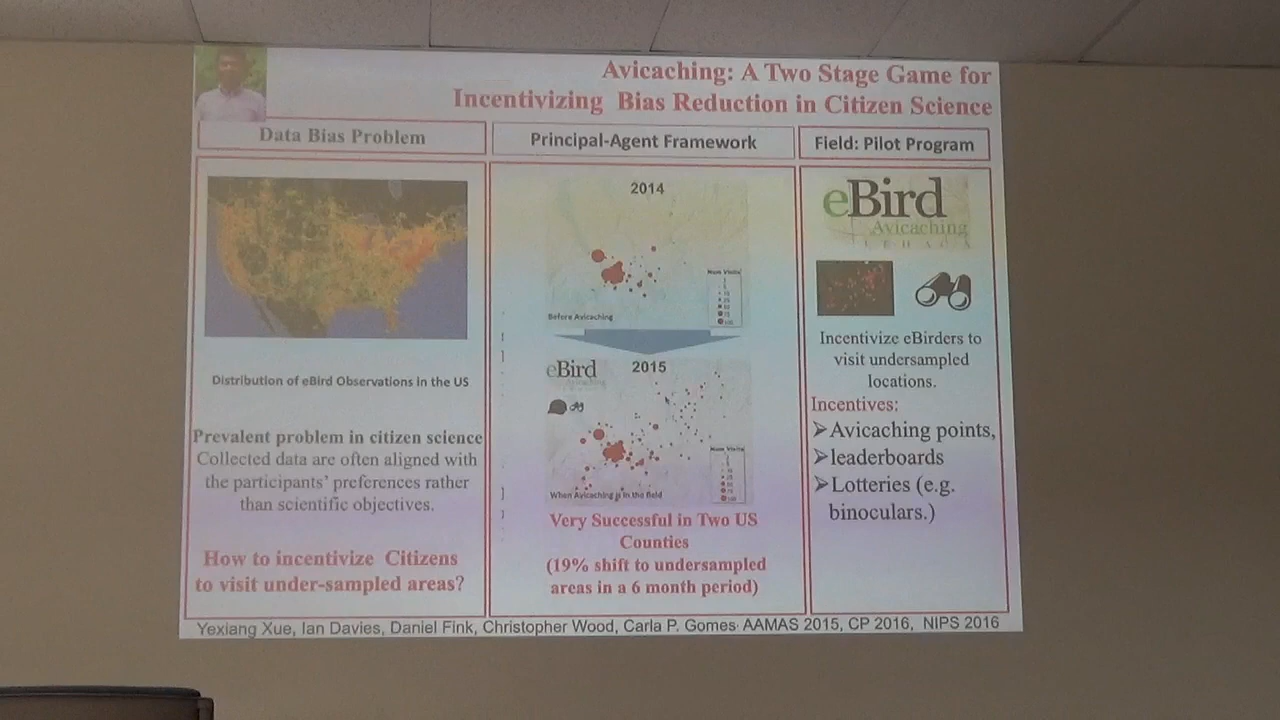 Avicaching: A Two Stage Game for
Incentivizing Bias Reduction in Citizen Science
Data Bias Problem
Distribution of eBird Observations in the US
Prevalent problem in citizen science
Collected data are often aligned with
the participants' preferences rather
than scientific objectives.
How to incentivize Citizens
to visit under-sampled areas?
Principal-Agent Framework
2014
Num Visits
Before Avicaching
eBird
Avicaching
2015
Num Visits
When Avicaching is in the field
Very Successful in Two US
Counties
(19% shift to undersampled
areas in a 6 month period)
Field: Pilot Program
eBird
Avicaching
Incentivize eBirders to
visit undersampled
locations.
Incentives:
➢Avicaching points,
➢leaderboards
➢Lotteries (e.g.
binoculars.)
Yexiang Xue, Ian Davies, Daniel Fink, Christopher Wood, Carla P. Gomes. AAMAS 2015, CP 2016, NIPS 2016